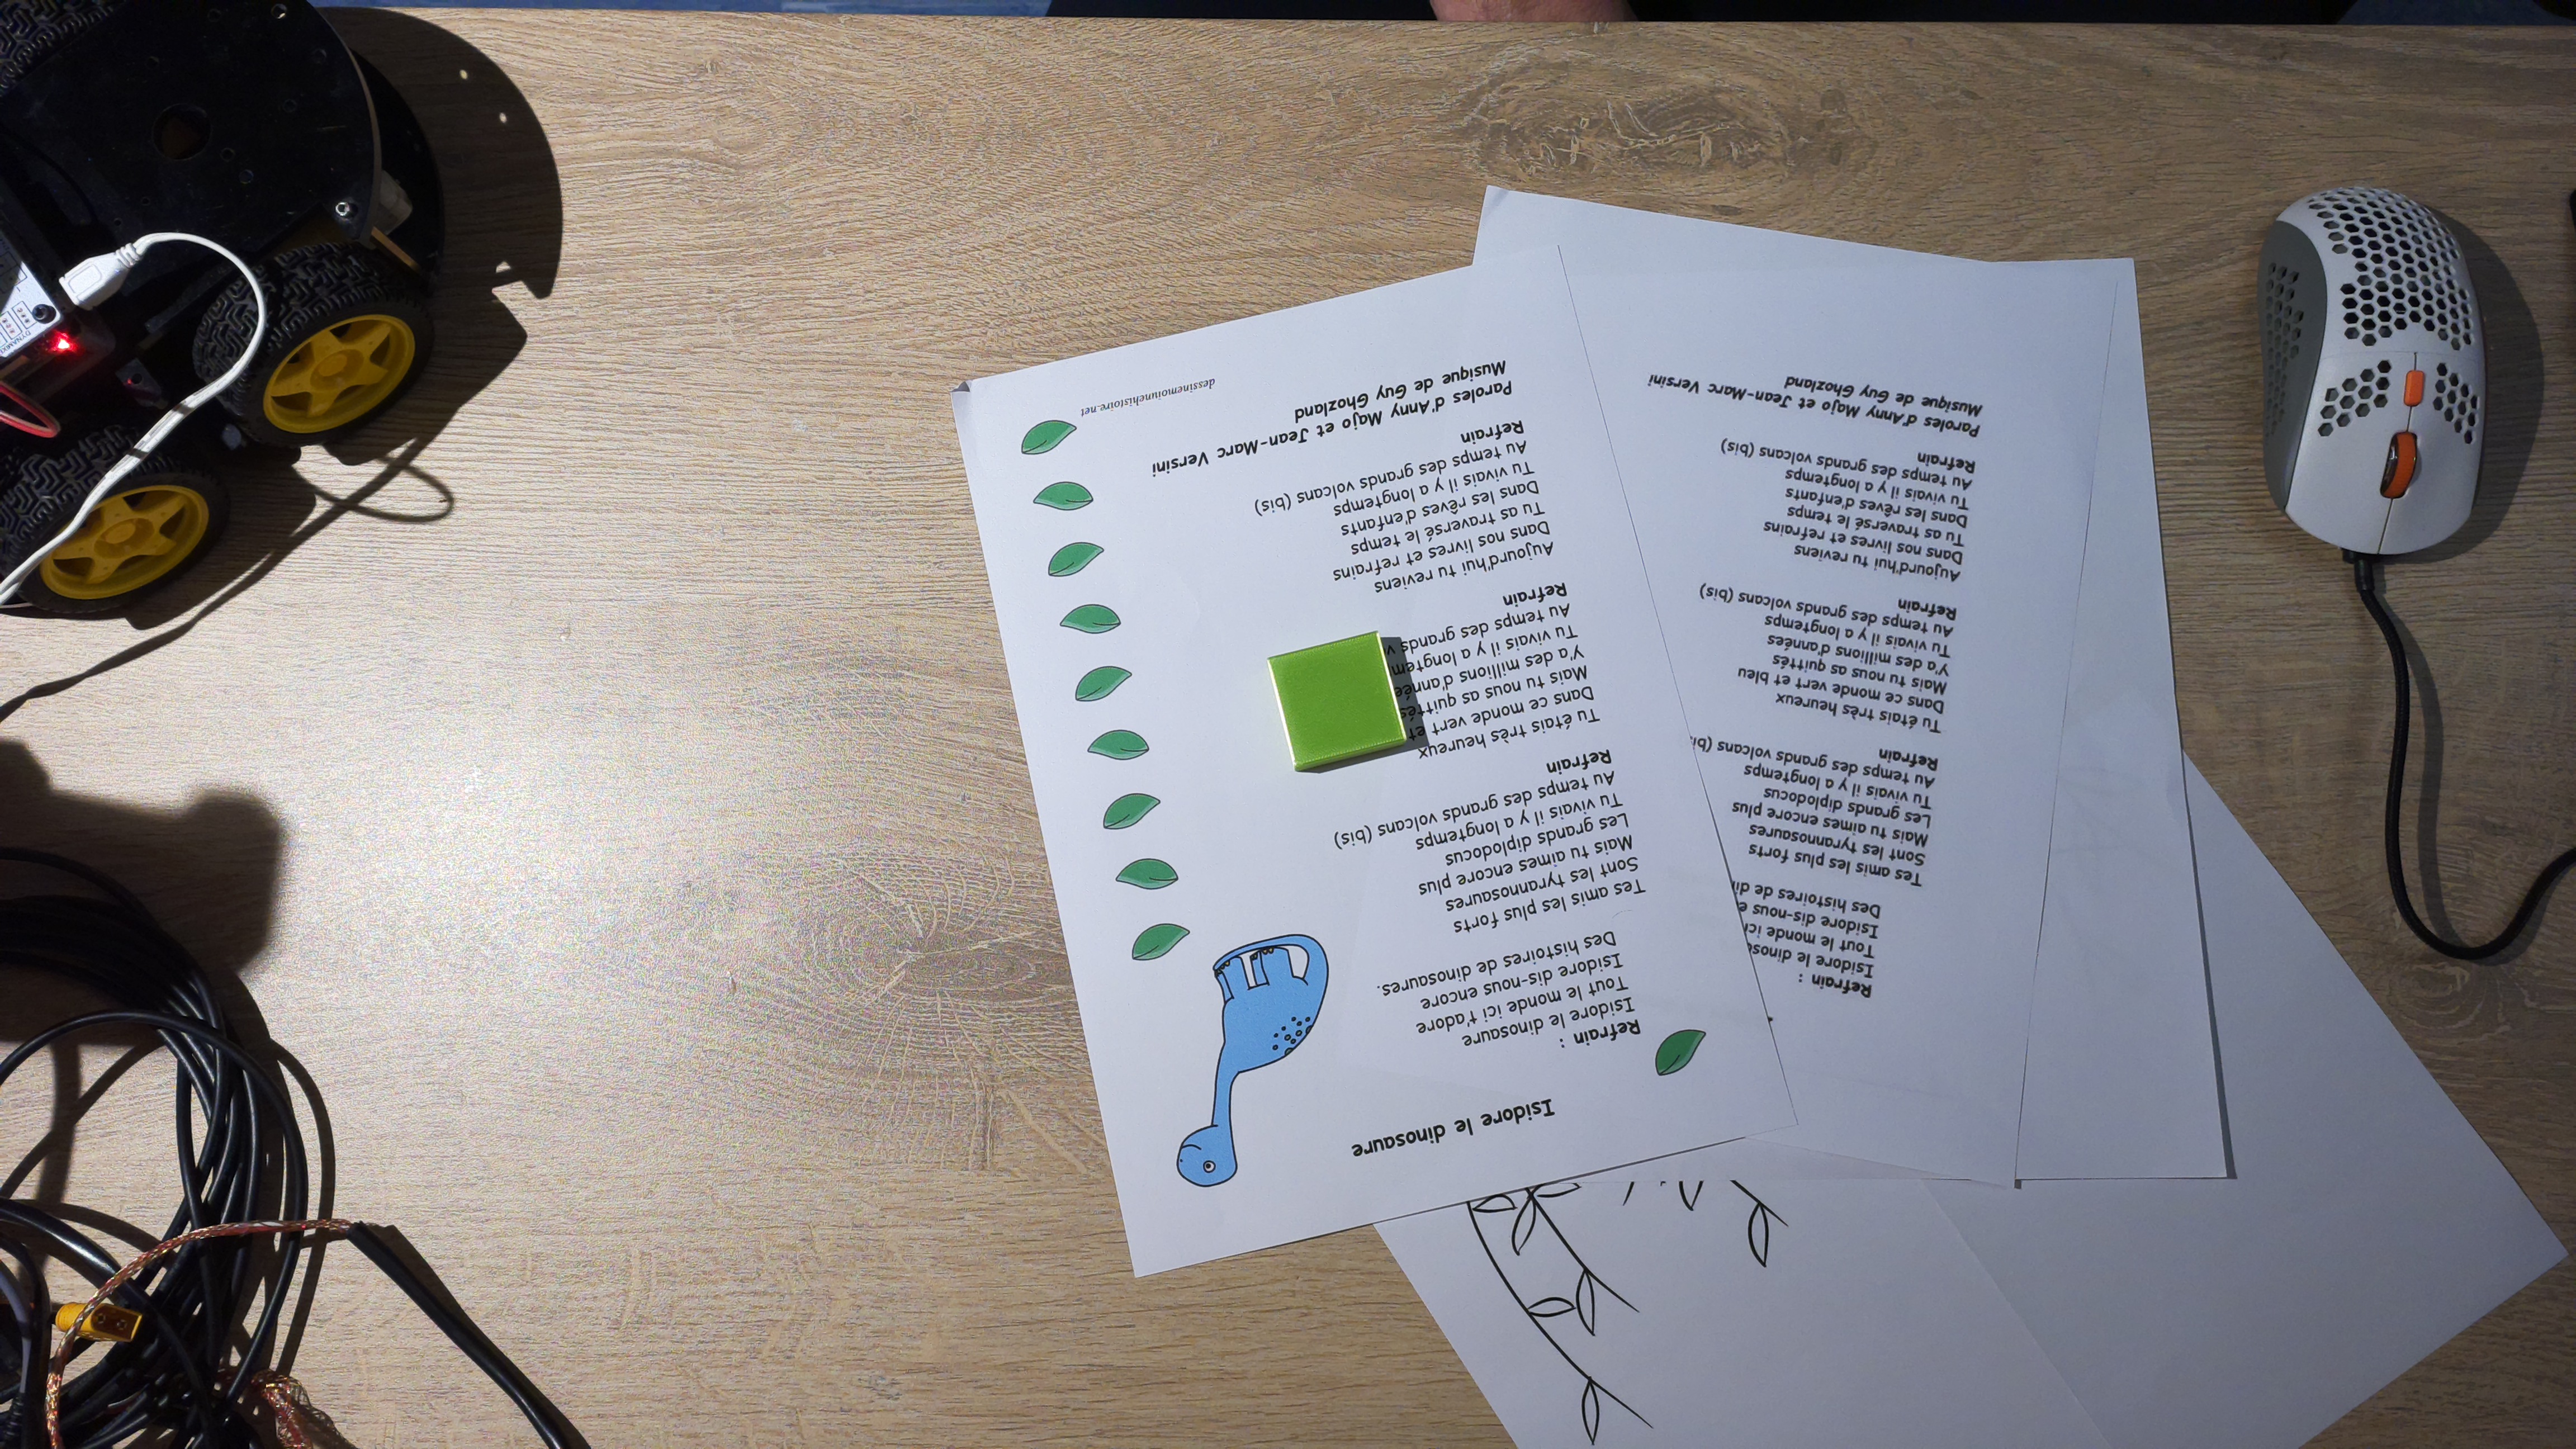 Isidore le dinosaure
Refrain :
Isidore le dinosaure
Tout le monde ici t'adore
Isidore dis-nous encore
Des histoires de dinosaures.
Tes amis les plus forts
Sont les tyrannosaures
Mais tu aimes encore plus
Les grands diplodocus
Tu vivais il y a longtemps
Au temps des grands volcans (bis)
Refrain
Tu étais très heureux
Dans ce monde vert et
Mais tu nous as quittés
Y'a des millions d'année
Tu vivais il y a longtem
Au temps des grands v
Refrain
Aujourd'hui tu reviens
Dans nos livres et refrains
Tu as traversé le temps
Dans les rêves d'enfants
Tu vivais il y a longtemps
Au temps des grands volcans (bis)
Refrain
Paroles d'Anny Majo et Jean-Marc Versini
Musique de Guy Ghozland
dessinemoiunehistoire.net
Refrain :
Isidore le dinos
Tout le monde ici
Isidore dis-nous e
Des histoires de di
Tes amis les plus forts
Sont les tyrannosaures
Mais tu aimes encore plus
Les grands diplodocus
Tu vivais il y a longtemps
Au temps des grands volcans (bi
Refrain
Tu étais très heureux
Dans ce monde vert et bleu
Mais tu nous as quittés
Y'a des millions d'années
Tu vivais il y a longtemps
Au temps des grands volcans (bis)
Refrain
Aujourd'hui tu reviens
Dans nos livres et refrains
Tu as traversé le temps
Dans les rêves d'enfants
Tu vivais il y a longtemps
Au temps des grands volcans (bis)
Refrain
Paroles d'Anny Majo et Jean-Marc Versini
Musique de Guy Ghozland